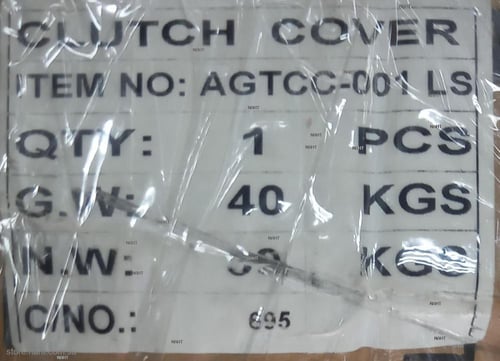 CLUTCH COVER
ITEM NO: AGTCC-001 LS
QTY: 1 PCS
G.W: 40 KGS
N.W: KGS
C/NO.: 695